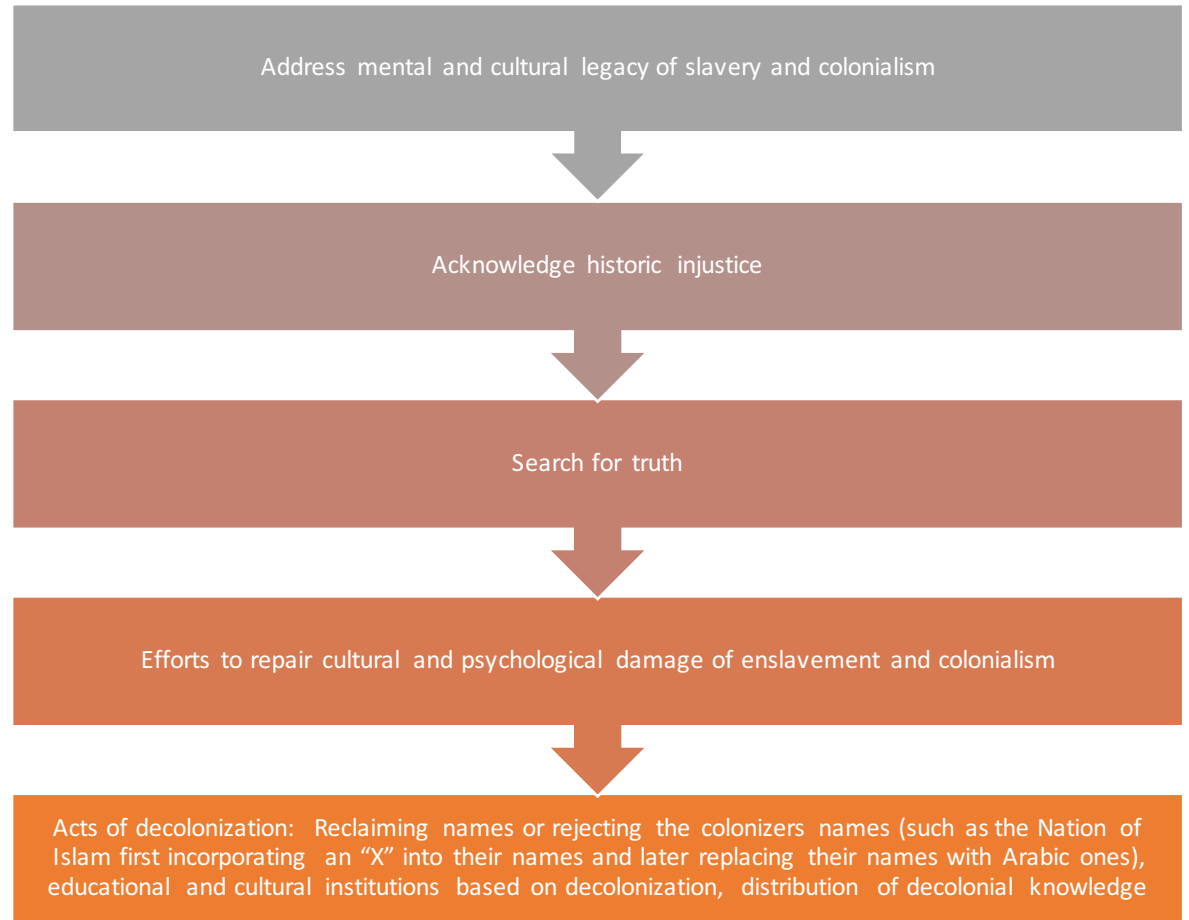 Address mental and cultural legacy of slavery and colonialism
Acknowledge historic injustice
Search for truth
Efforts to repair cultural and psychological damage of enslavement and colonialism
Acts of decolonization: Reclaiming names or rejecting the colonizers names (such as the Nation of
Islam first incorporating an “X” into their names and later replacing their names with Arabic ones),
educational and cultural institutions based on decolonization, distribution of decolonial knowledge